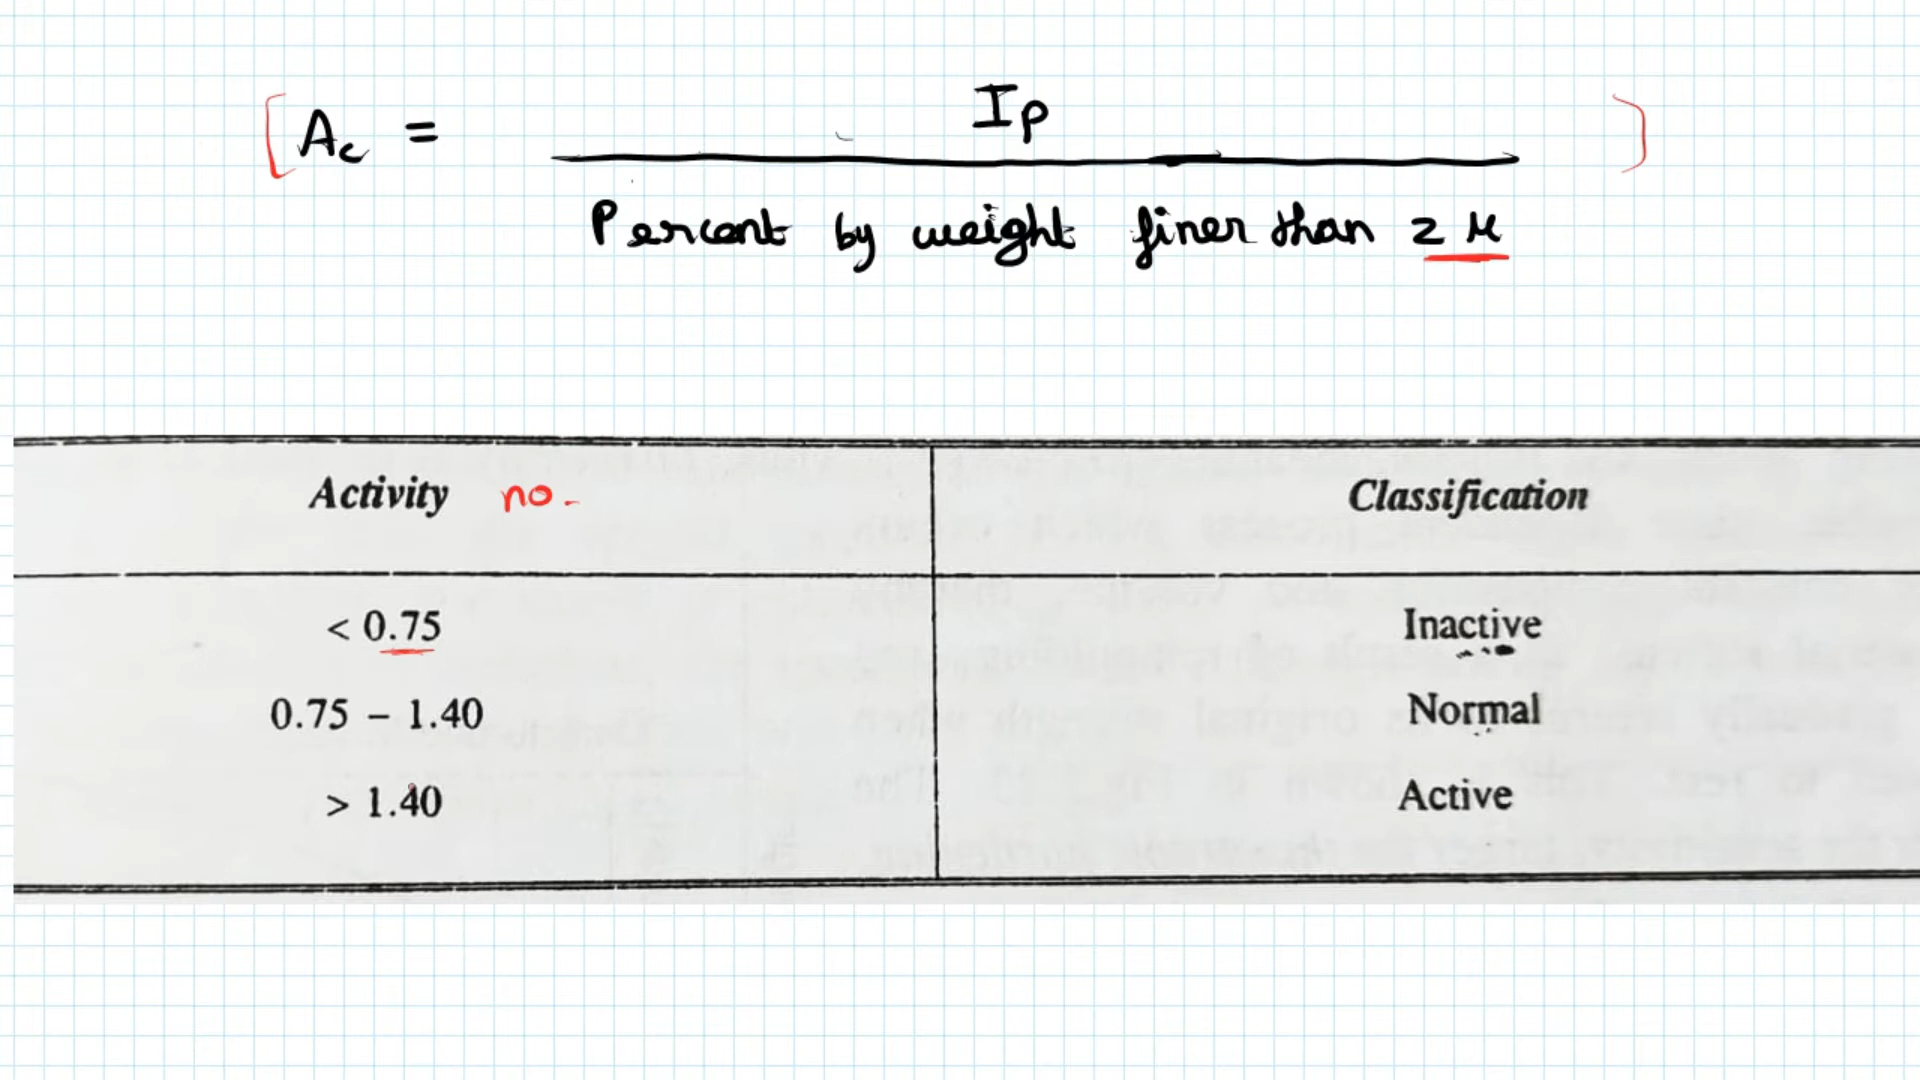 Ac =
Ip
Percent by weight finer than 2 μ
Activity no.
Classification
< 0.75
Inactive
0.75 – 1.40
Normal
> 1.40
Active